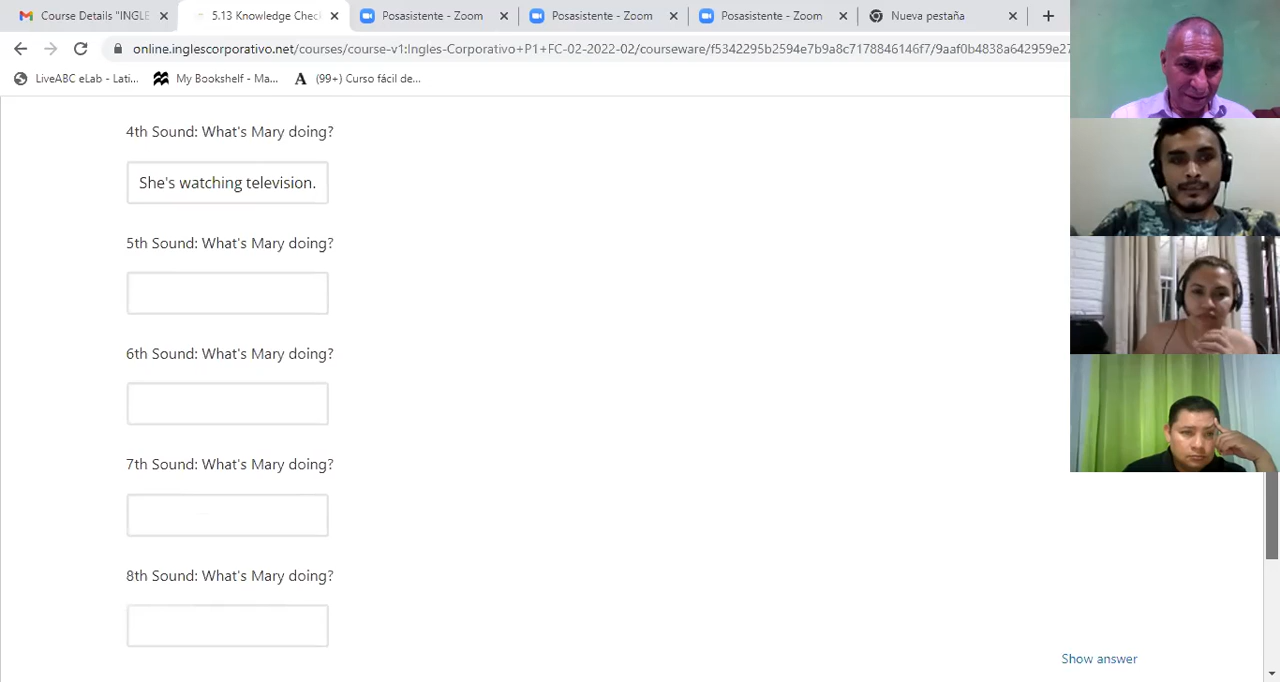 Course Details "INGLE
5.13 Knowledge Chec
Posasistente - Zoom
Posasistente - Zoom
Posasistente - Zoom
Nueva pestaña
online.inglescorporativo.net/courses/course-v1:Ingles-Corporativo+P1+FC-02-2022-02/courseware/f5342295b2594e7b9a8c7178846146f7/9aaf0b4838a642959e27
LiveABC eLab - Lati...
My Bookshelf - Ma...
(99+) Curso fácil de...
4th Sound: What's Mary doing?
She's watching television.
5th Sound: What's Mary doing?
6th Sound: What's Mary doing?
7th Sound: What's Mary doing?
8th Sound: What's Mary doing?
Show answer